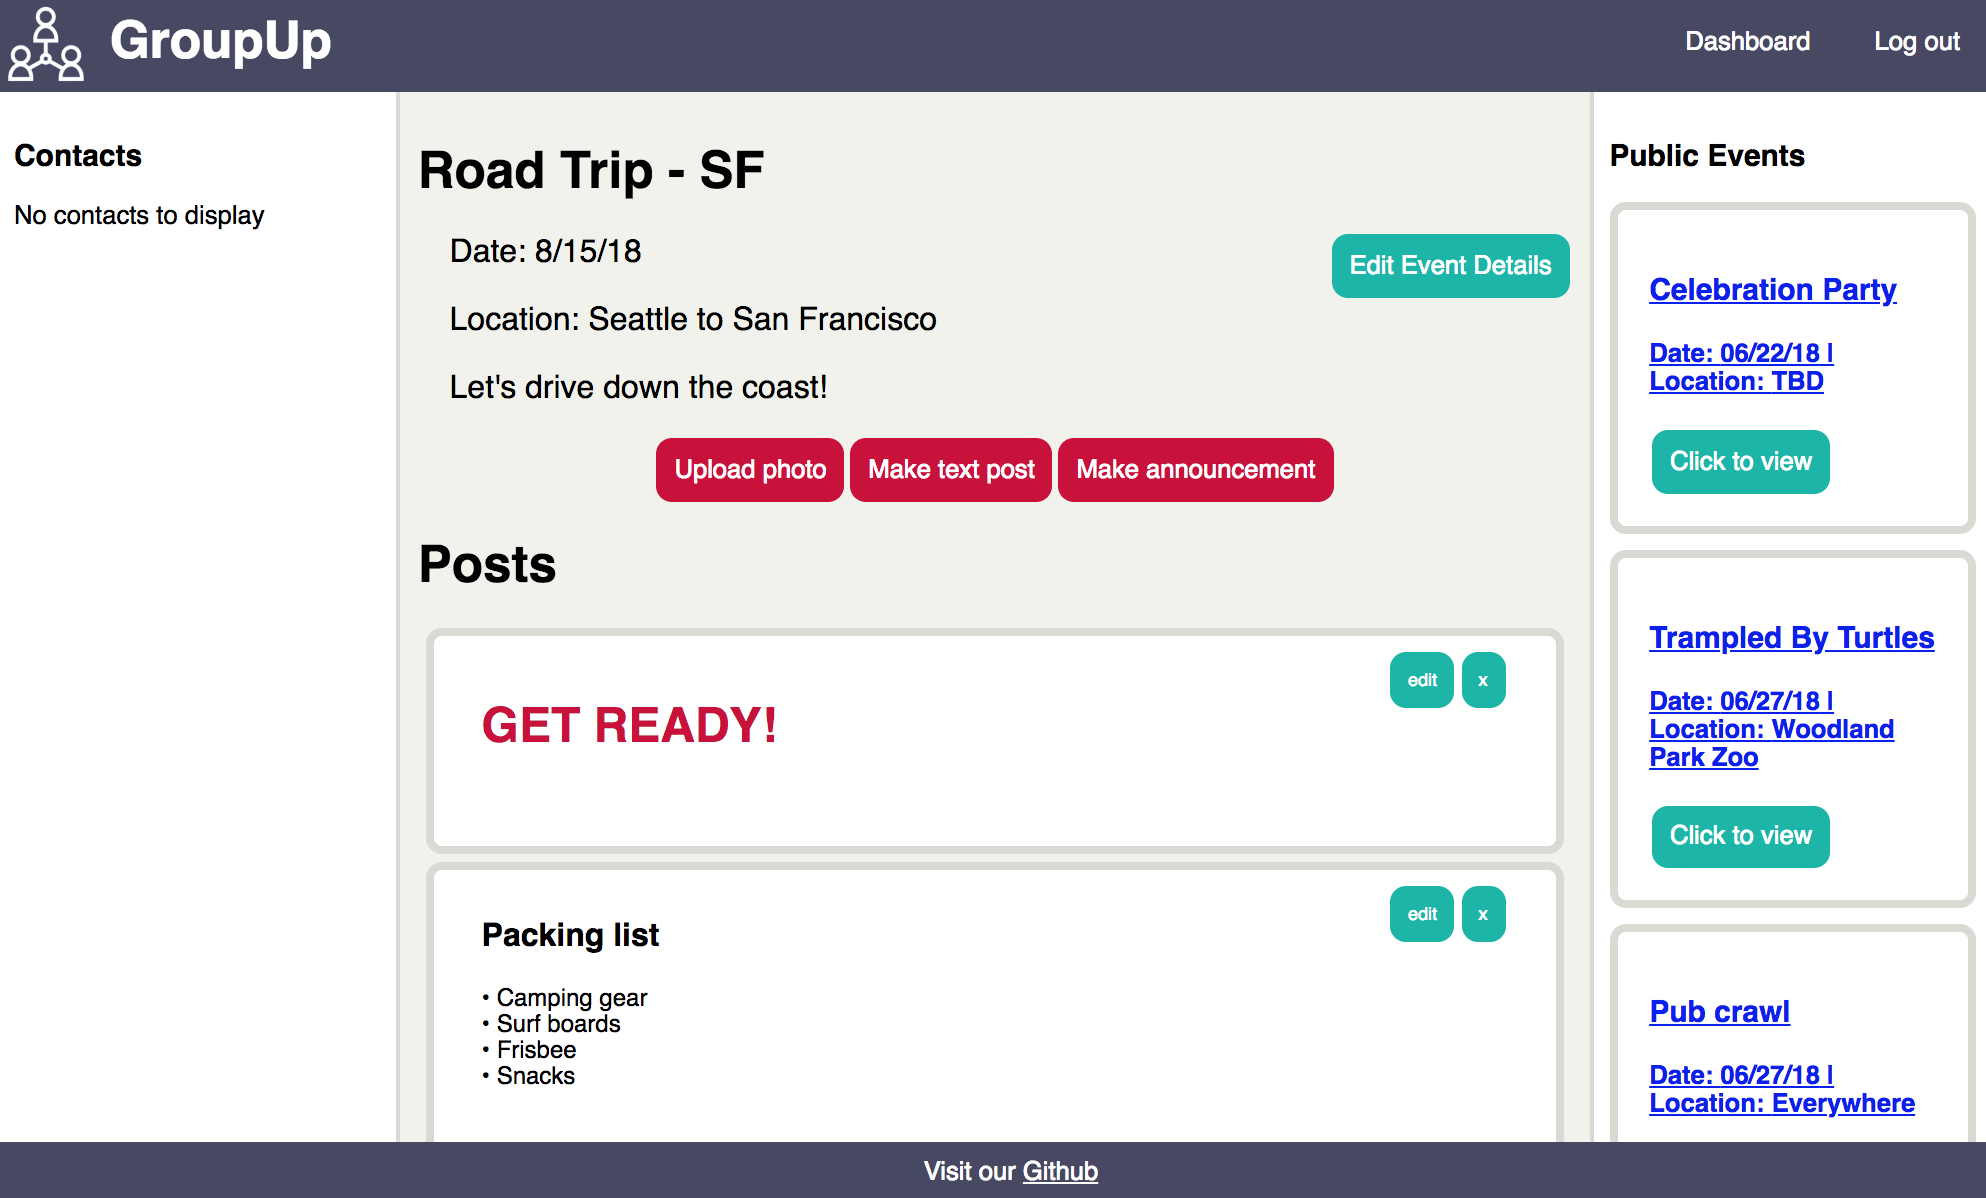 GroupUp
Dashboard
Log out
Contacts
No contacts to display
Road Trip - SF
Date: 8/15/18
Edit Event Details
Location: Seattle to San Francisco
Let's drive down the coast!
Upload photo
Make text post
Make announcement
Posts
GET READY!
edit
x
Packing list
edit
x
• Camping gear
• Surf boards
• Frisbee
• Snacks
Public Events
Celebration Party
Date: 06/22/18 |
Location: TBD
Click to view
Trampled By Turtles
Date: 06/27/18 |
Location: Woodland
Park Zoo
Click to view
Pub crawl
Date: 06/27/18 |
Location: Everywhere
Visit our Github